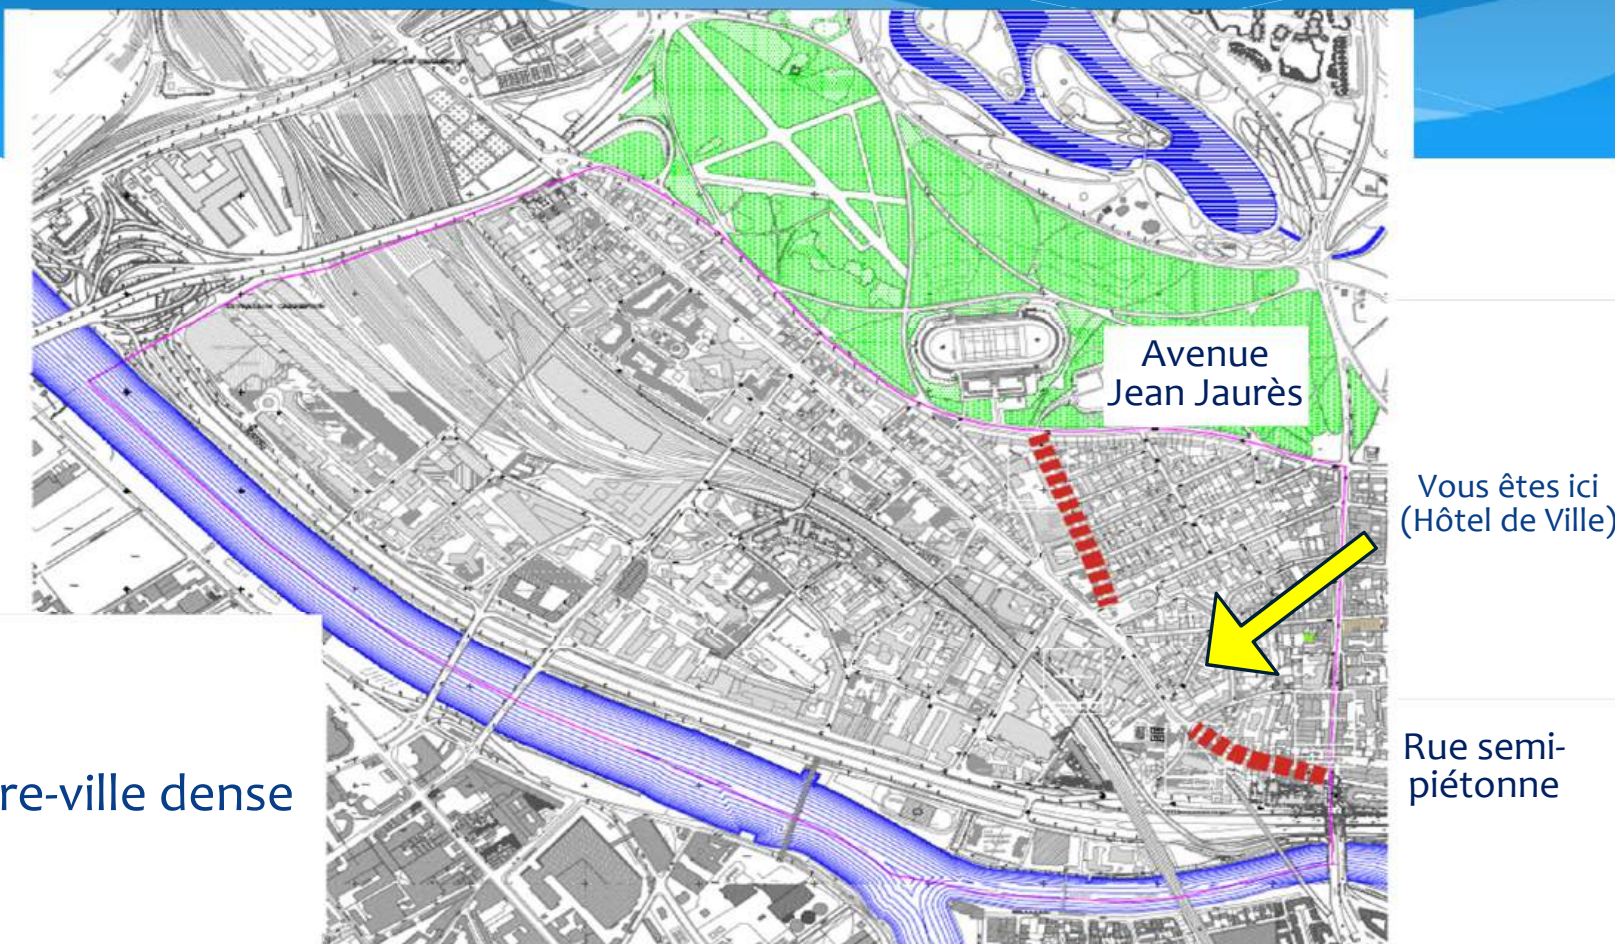 Avenue
Jean Jaurès
Vous êtes ici
(Hôtel de Ville)
Rue semi-
piétonne
re-ville dense